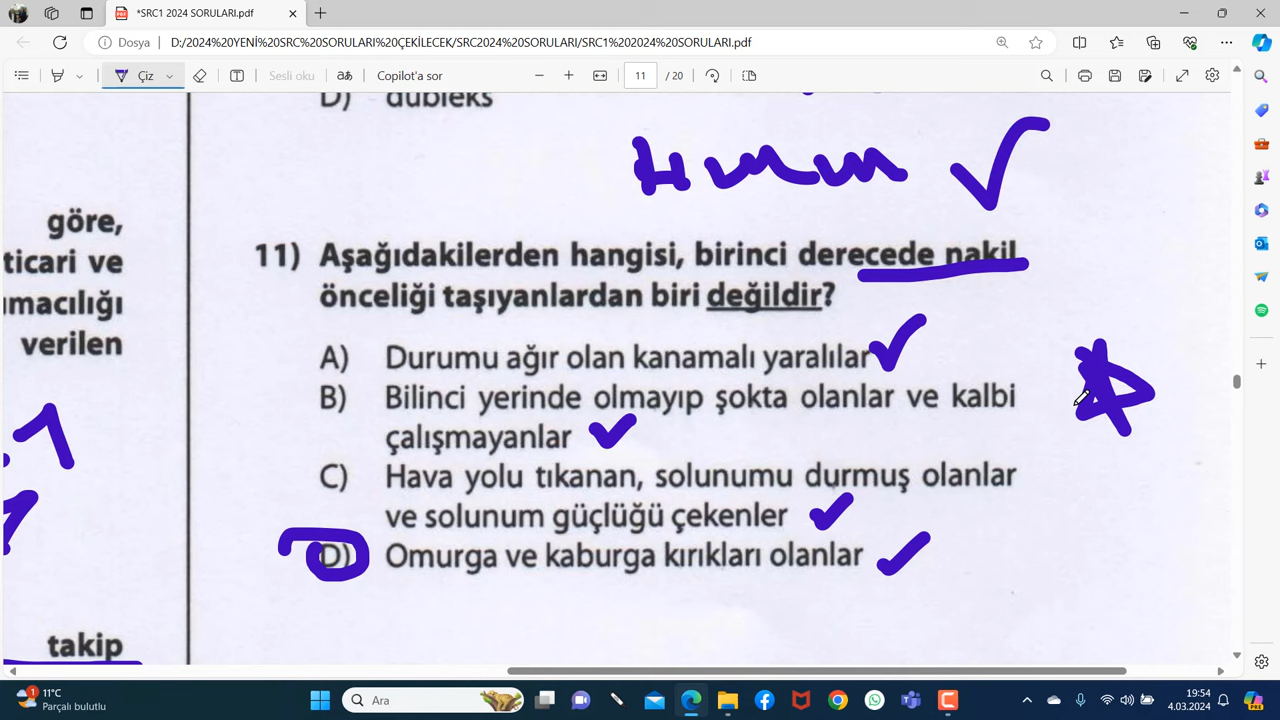 *SRC1 2024 SORULARI.pdf
Dosya
D:/2024%20YENİ%20SRC%20SORULARI%20ÇEKİLECEK/SRC2024%20SORULARI/SRC1%202024%20SORULARI.pdf
Çiz
Sesli oku
aあ
Copilot'a sor
11 / 20
D) dubleks
göre,
ticari ve
ımacılığı
verilen
takip
11) Aşağıdakilerden hangisi, birinci derecede nakil
önceliği taşıyanlardan biri değildir?
A) Durumu ağır olan kanamalı yaralılar
B) Bilinci yerinde olmayıp şokta olanlar ve kalbi
çalışmayanlar
C) Hava yolu tıkanan, solunumu durmuş olanlar
ve solunum güçlüğü çekenler
D) Omurga ve kaburga kırıkları olanlar
1
11°C
Parçalı bulutlu
Ara
19:54
4.03.2024